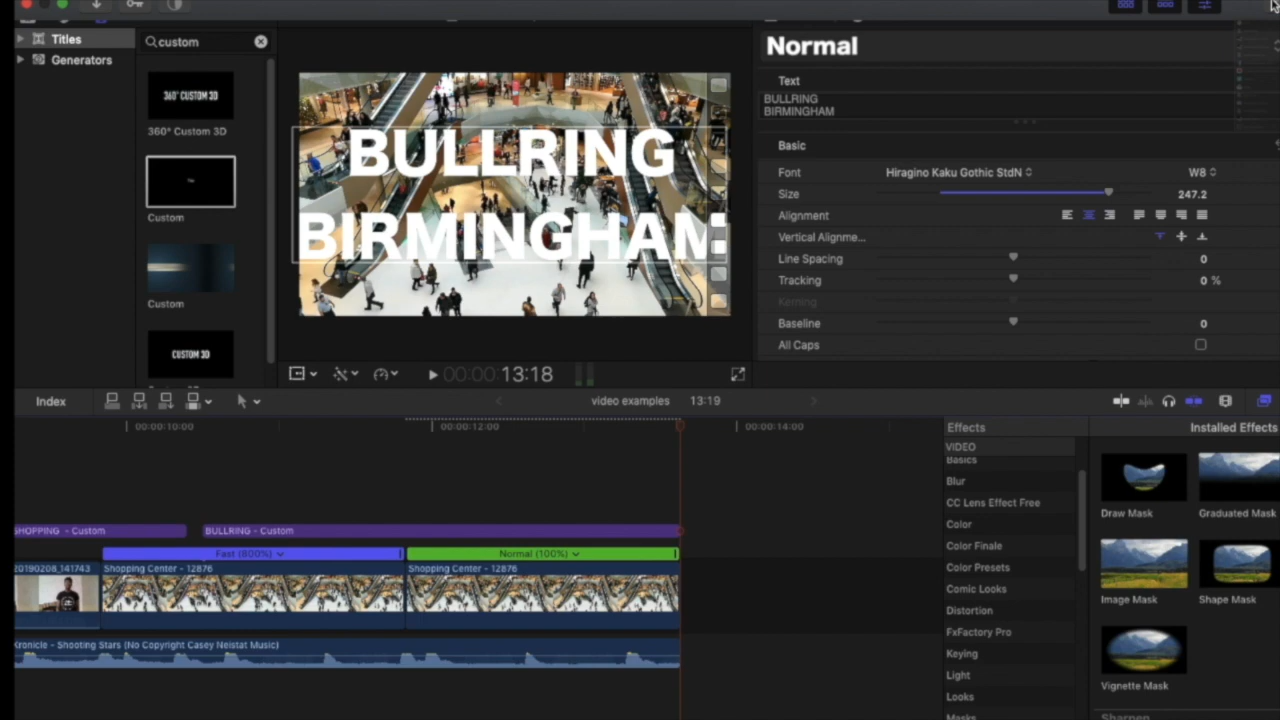 Titles
Generators
custom
360° CUSTOM 3D
360° Custom 3D
Custom
Custom
CUSTOM 3D
BULLRING
BIRMINGHAM
00:00:13:18
Normal
Text
BULLRING
BIRMINGHAM
Basic
Font Hiragino Kaku Gothic StdN W8
Size 247.2
Alignment
Vertical Alignme...
Line Spacing 0
Tracking 0 %
Kerning
Baseline 0
All Caps
Index
video examples 13:19
00:00:10:00 00:00:12:00 00:00:14:00
SHOPPING - Custom BULLRING - Custom
Fast (800%) Normal (100%)
20190208_141743 Shopping Center - 12876 Shopping Center - 12876
Kronicle - Shooting Stars (No Copyright Casey Neistat Music)
Effects Installed Effects
VIDEO
Basics
Blur
CC Lens Effect Free
Color
Color Finale
Color Presets
Comic Looks
Distortion
FxFactory Pro
Keying
Light
Looks
Masks
Draw Mask Graduated Mask
Image Mask Shape Mask
Vignette Mask
Sharpen